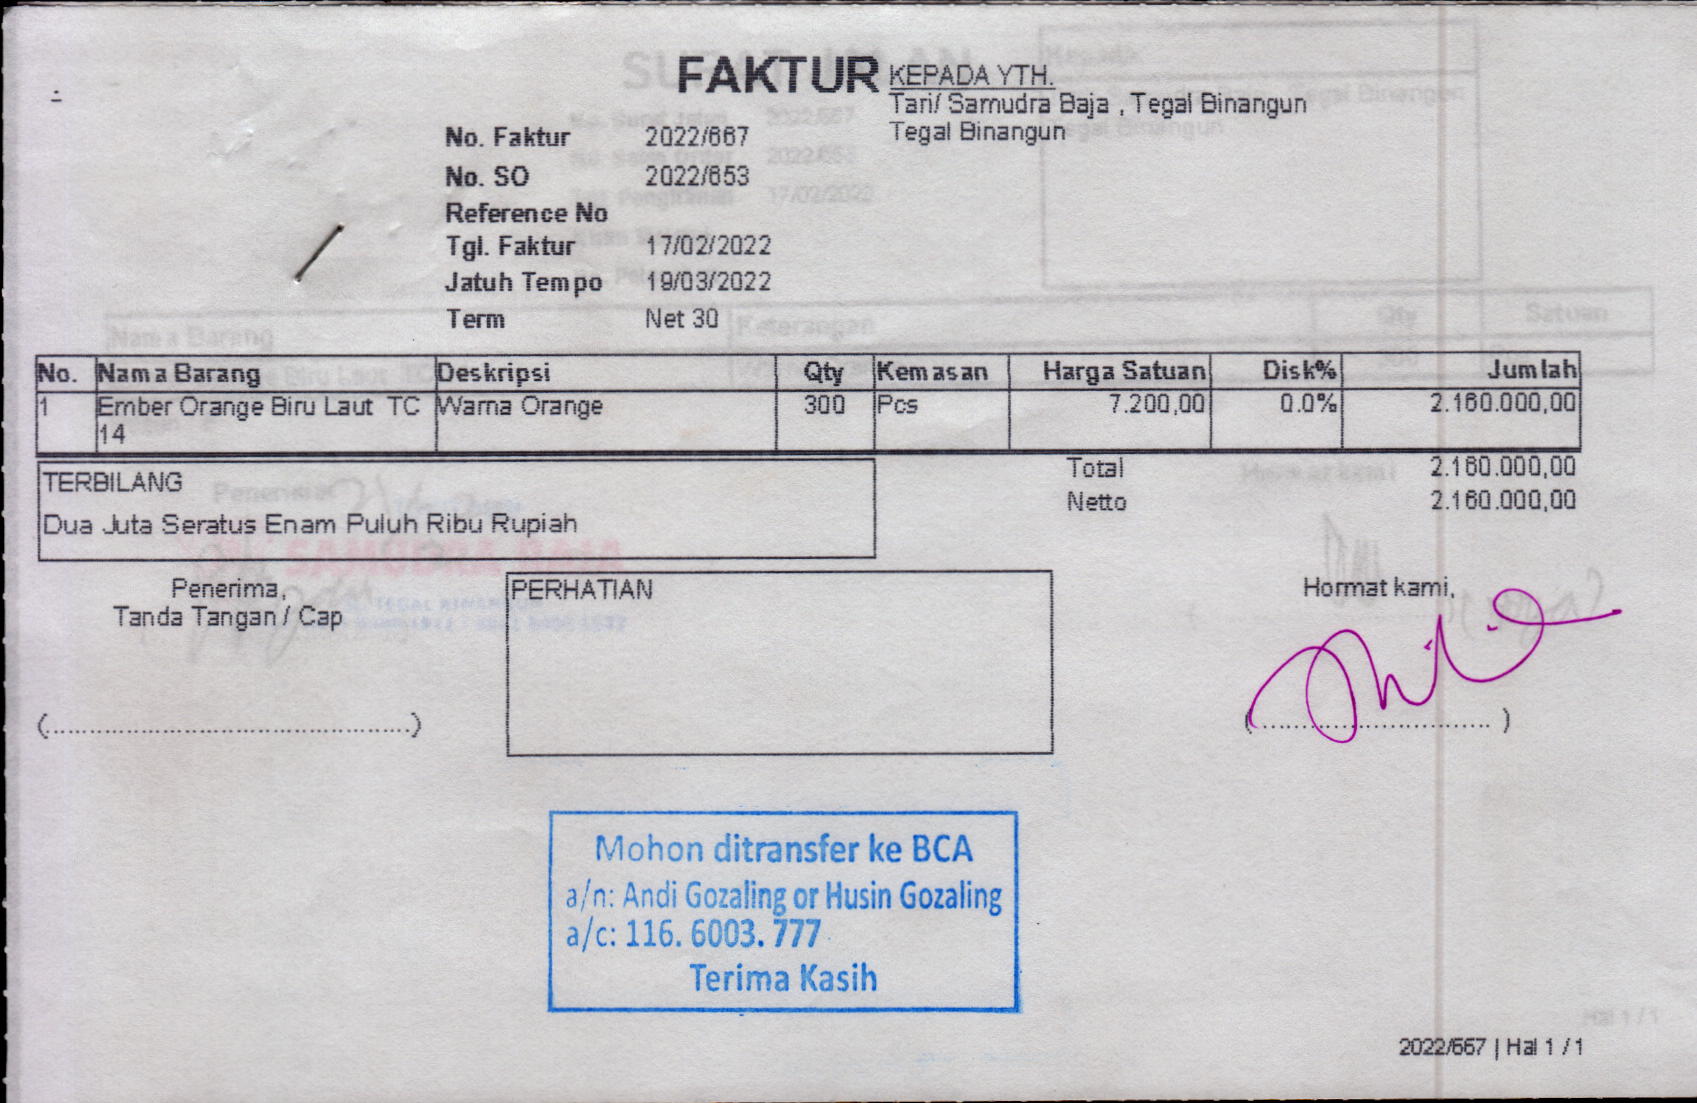 FAKTUR
KEPADA YTH.
Tari/ Samudra Baja , Tegal Binangun
Tegal Binangun
No. Faktur 2022/667
No. SO 2022/653
Reference No
Tgl. Faktur 17/02/2022
Jatuh Tempo 19/03/2022
Term Net 30
No. Nama Barang Deskripsi Qty Kemasan Harga Satuan Disk% Jumlah
1 Ember Orange Biru Laut TC Warna Orange 300 Pcs 7.200,00 0.0% 2.160.000,00
14
Total 2.160.000,00
Netto 2.160.000,00
TERBILANG
Dua Juta Seratus Enam Puluh Ribu Rupiah
Penerima,
Tanda Tangan / Cap
(..................................................)
PERHATIAN
Hormat kami,
(................................ )
Mohon ditransfer ke BCA
a/n: Andi Gozaling or Husin Gozaling
a/c: 116. 6003. 777
Terima Kasih
2022/667 | Hal 1 / 1